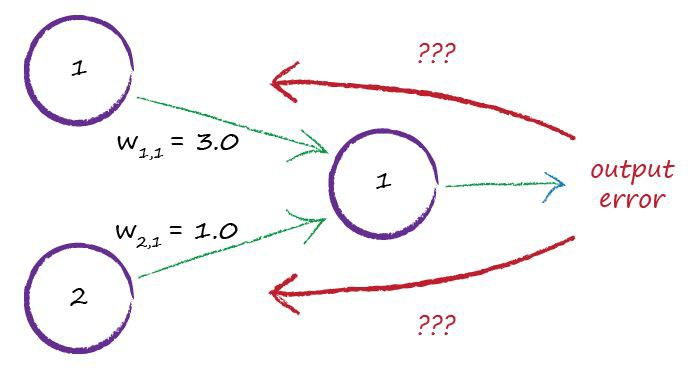 ???
1
w1,1 = 3.0
1
output
error
w2,1 = 1.0
2
???